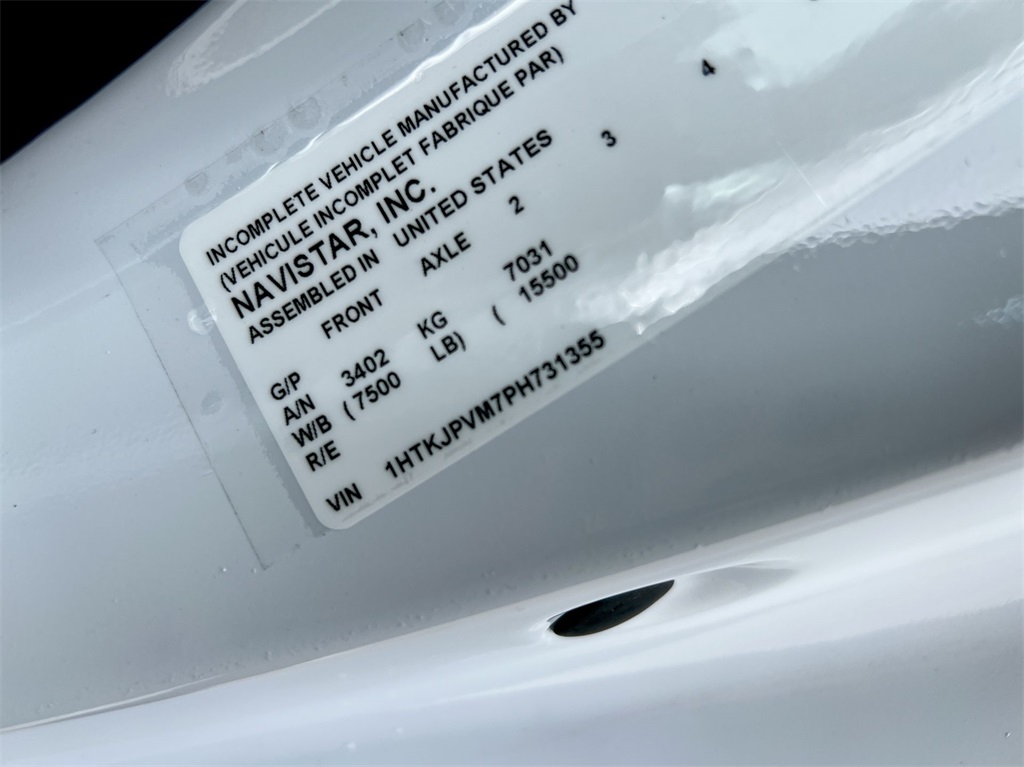 INCOMPLETE VEHICLE MANUFACTURED BY
(VEHICULE INCOMPLET FABRIQUE PAR)
NAVISTAR, INC.
ASSEMBLED IN UNITED STATES
FRONT AXLE 2 3 4
G/P 3402 KG 7031
A/N (7500 LB) ( 15500
W/B
R/E
VIN 1HTKJPVM7PH731355